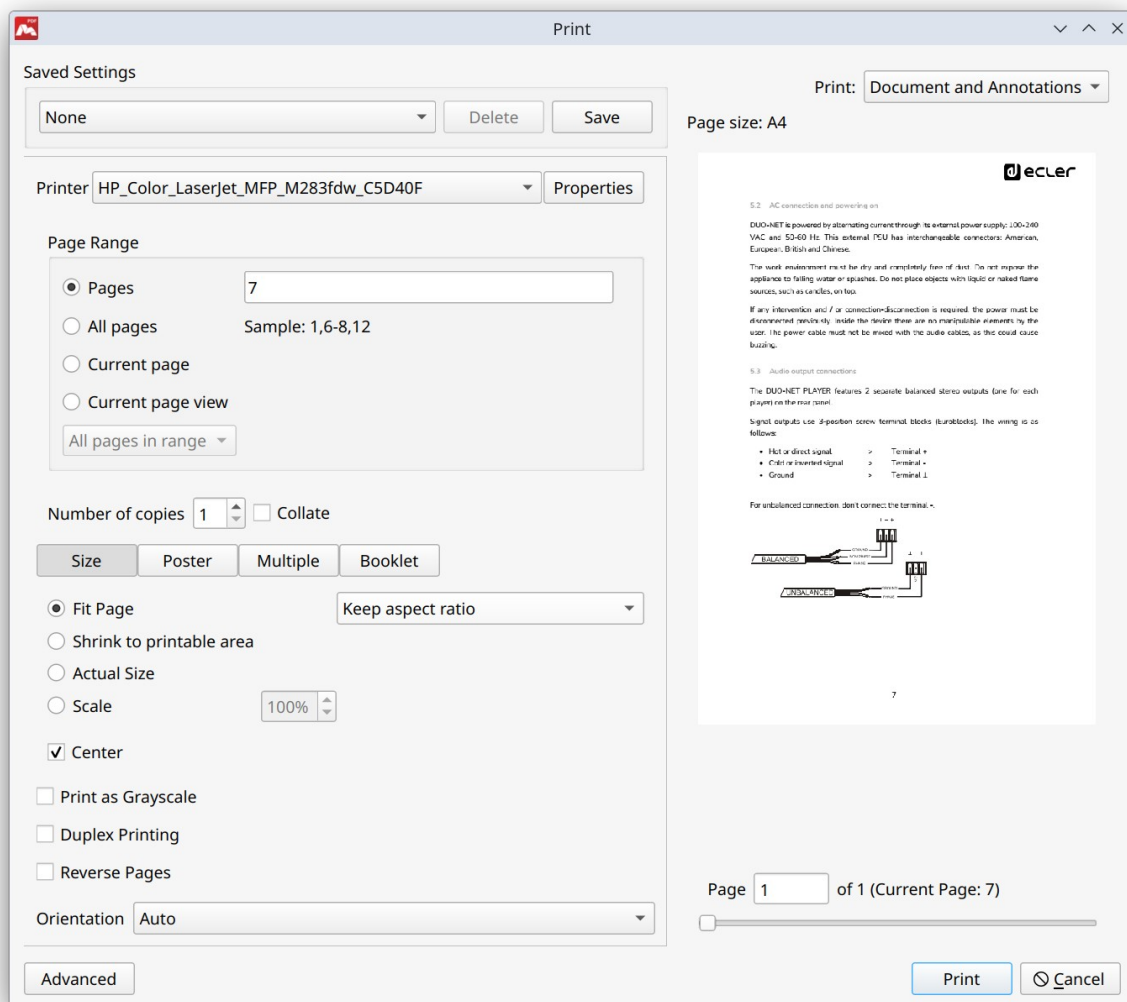 Print
Saved Settings
None
Delete
Save
Printer
HP_Color_LaserJet_MFP_M283fdw_C5D40F
Properties
Page Range
Pages
7
All pages
Sample: 1,6-8,12
Current page
Current page view
All pages in range
Number of copies
1
Collate
Size
Poster
Multiple
Booklet
Fit Page
Keep aspect ratio
Shrink to printable area
Actual Size
Scale
100%
Center
Print as Grayscale
Duplex Printing
Reverse Pages
Orientation
Auto
Advanced
Print:
Document and Annotations
Page size: A4
ecler
5.2 AC connection and powering on
DUO-NET is powered by alternating current through its external power supply: 100-240
VAC and 50-60 Hz. This external PSU has interchangeable connectors: American,
European, British and Chinese.
The work environment must be dry and completely free of dust. Do not expose the
appliance to falling water or splashes. Do not place objects with liquid or naked flame
sources, such as candles, on top.
If any intervention and / or connection-disconnection is required, the power must be
disconnected previously. Inside the device there are no manipulable elements by the
user. The power cable must not be mixed with the audio cables, as this could cause
buzzing.
5.3 Audio output connections
The DUO-NET PLAYER features 2 separate balanced stereo outputs (one for each
player) on the rear panel.
Signal outputs use 3-position screw terminal blocks (Euroblocks). The wiring is as
follows:
• Hot or direct signal > Terminal +
• Cold or inverted signal > Terminal -
• Ground > Terminal ⊥
For unbalanced connection, don't connect the terminal -.
BALANCED
GROUND
UNBALANCED
GROUND
7
Page
1
of 1 (Current Page: 7)
Print
Cancel